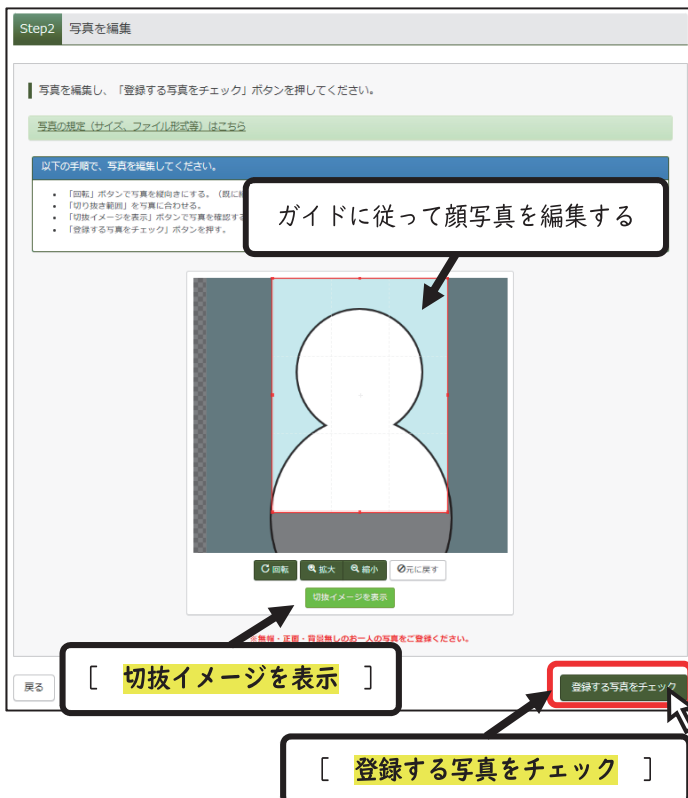 Step2 写真を編集
写真を編集し、「登録する写真をチェック」ボタンを押してください。
写真の規定（サイズ、ファイル形式等）はこちら
以下の手順で、写真を編集してください。
「回転」ボタンで写真を縦向きにする。（既に
「切り抜き範囲」を写真に合わせる。
「切抜イメージを表示」ボタンで写真を確認する
「登録する写真をチェック」ボタンを押す。
ガイドに従って顔写真を編集する
回転 拡大 縮小 元に戻す
切抜イメージを表示
※無帽・正面・背景無しのお一人の写真をご登録ください。
［ 切抜イメージを表示 ］
戻る
登録する写真をチェック
［ 登録する写真をチェック ］